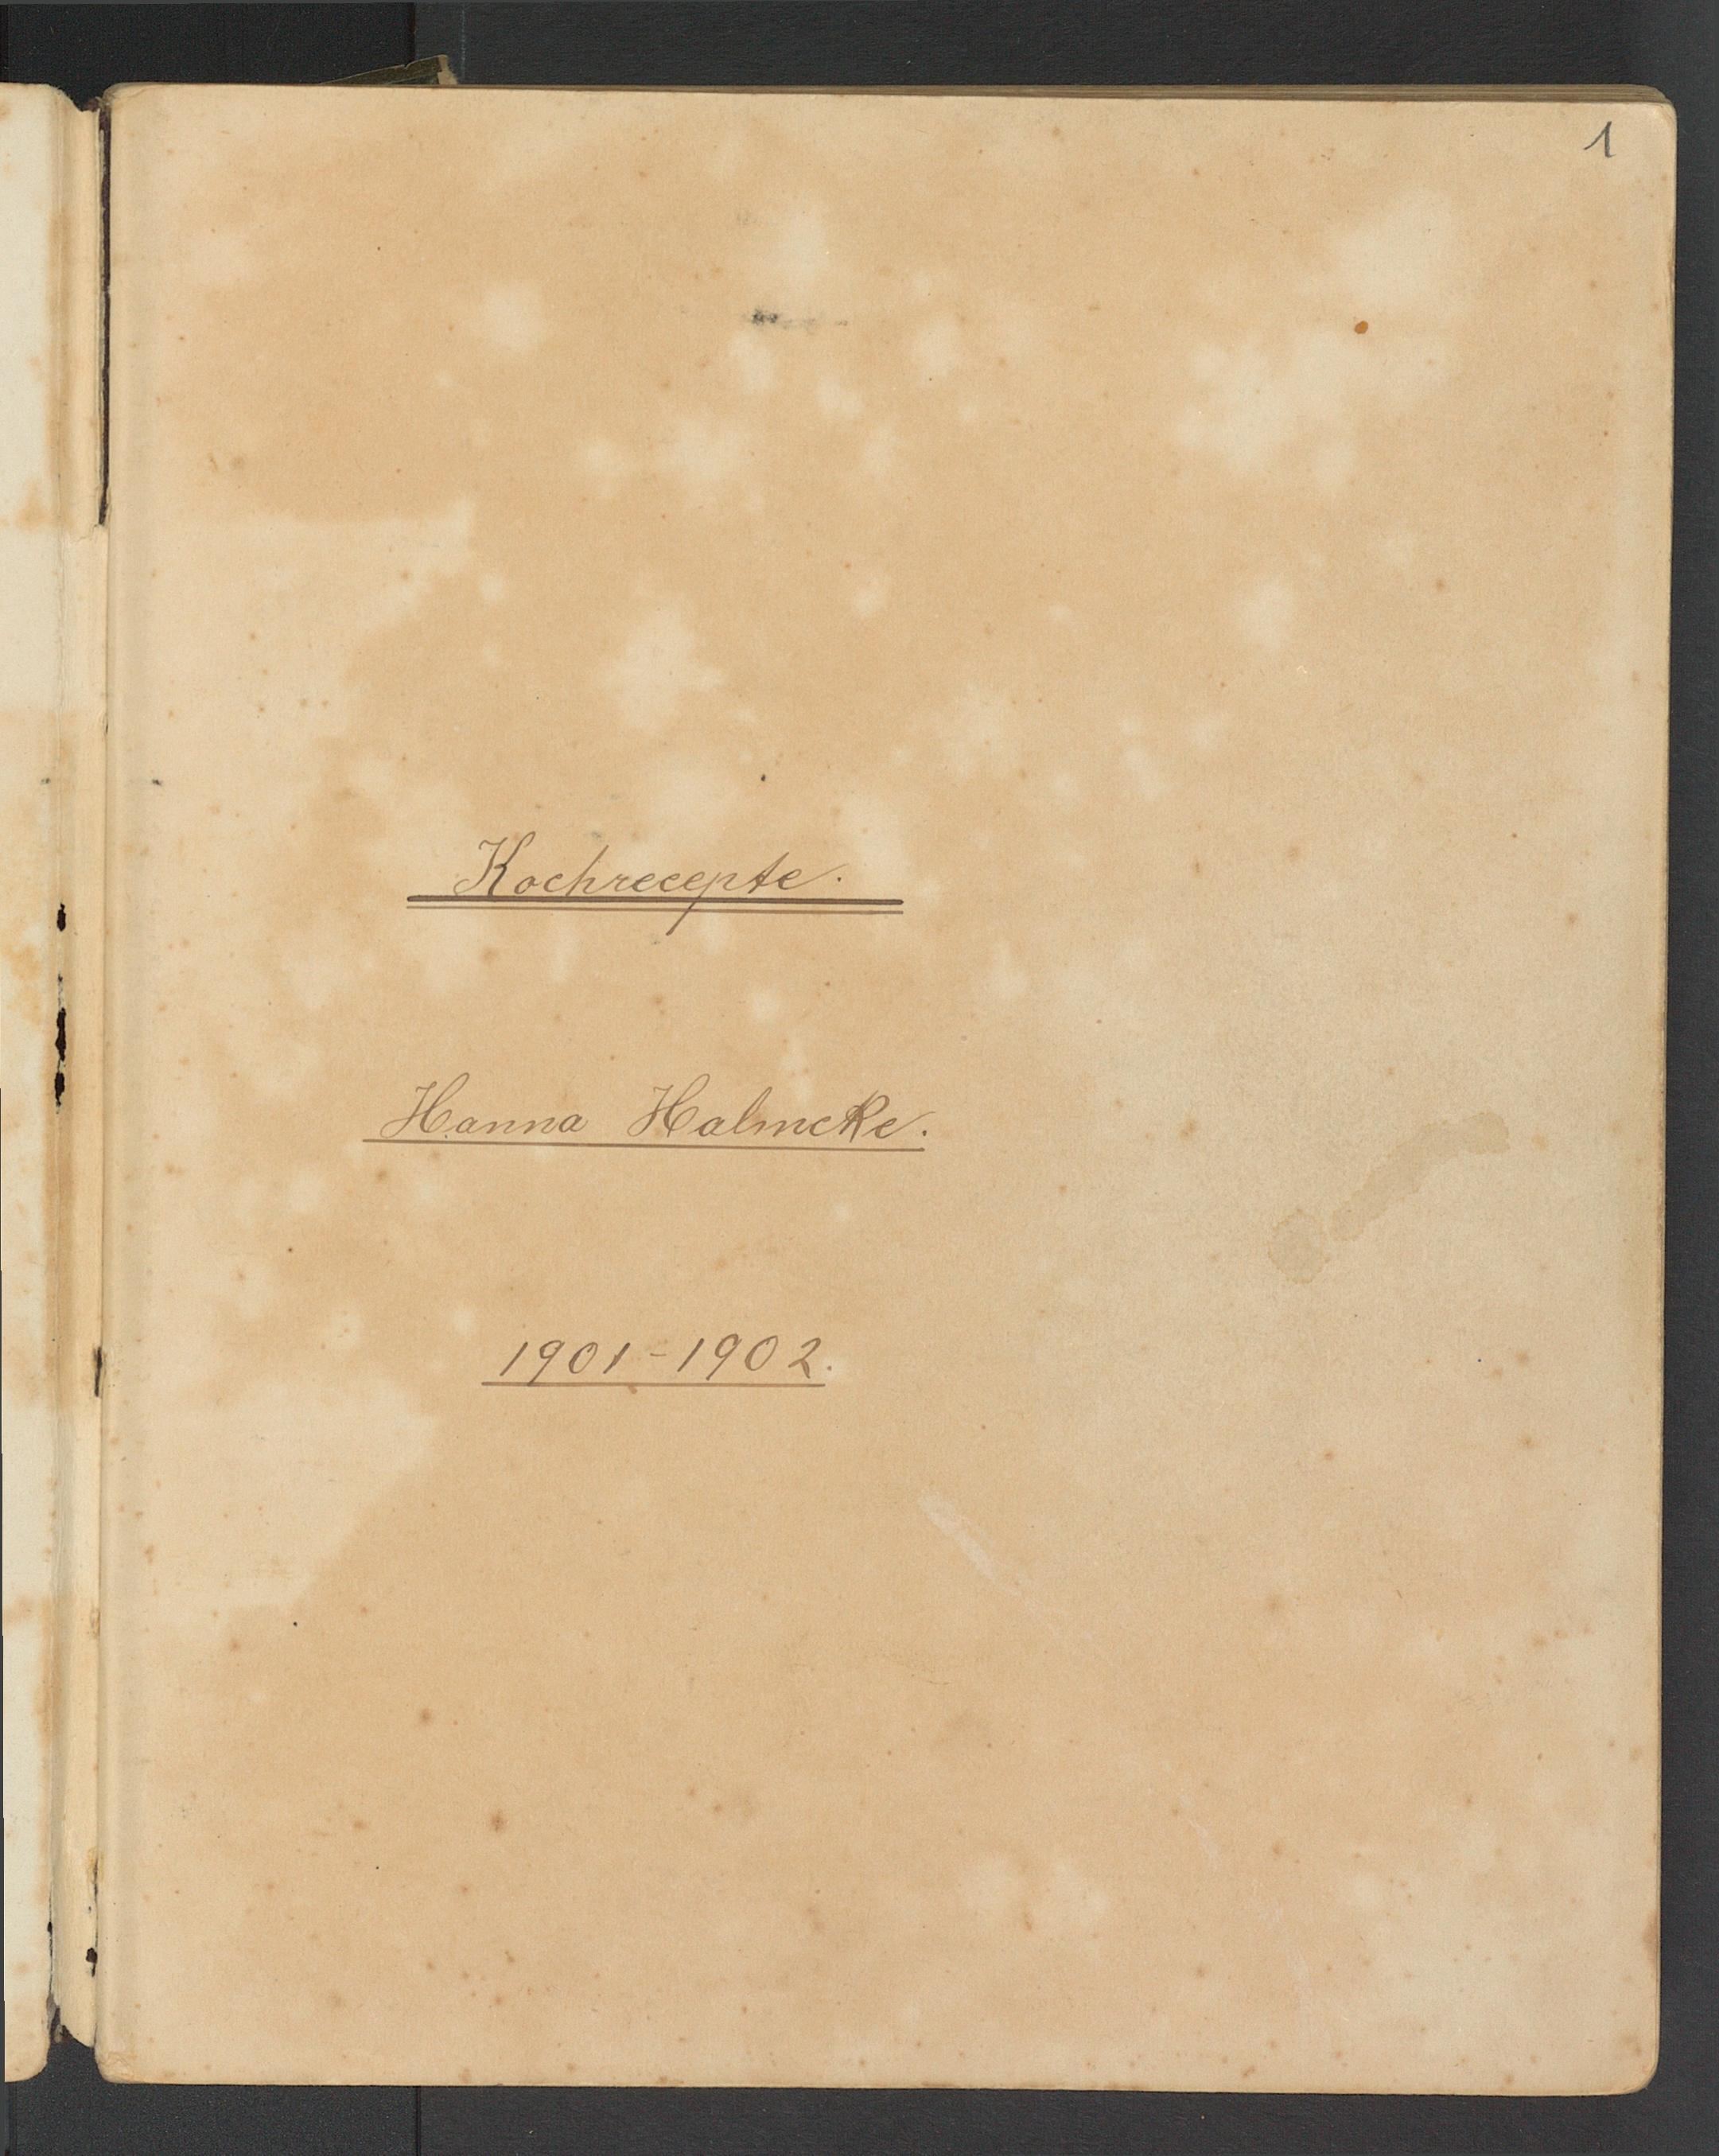 1
Kochrecepte.
Hanna Halmcke.
1901-1902.